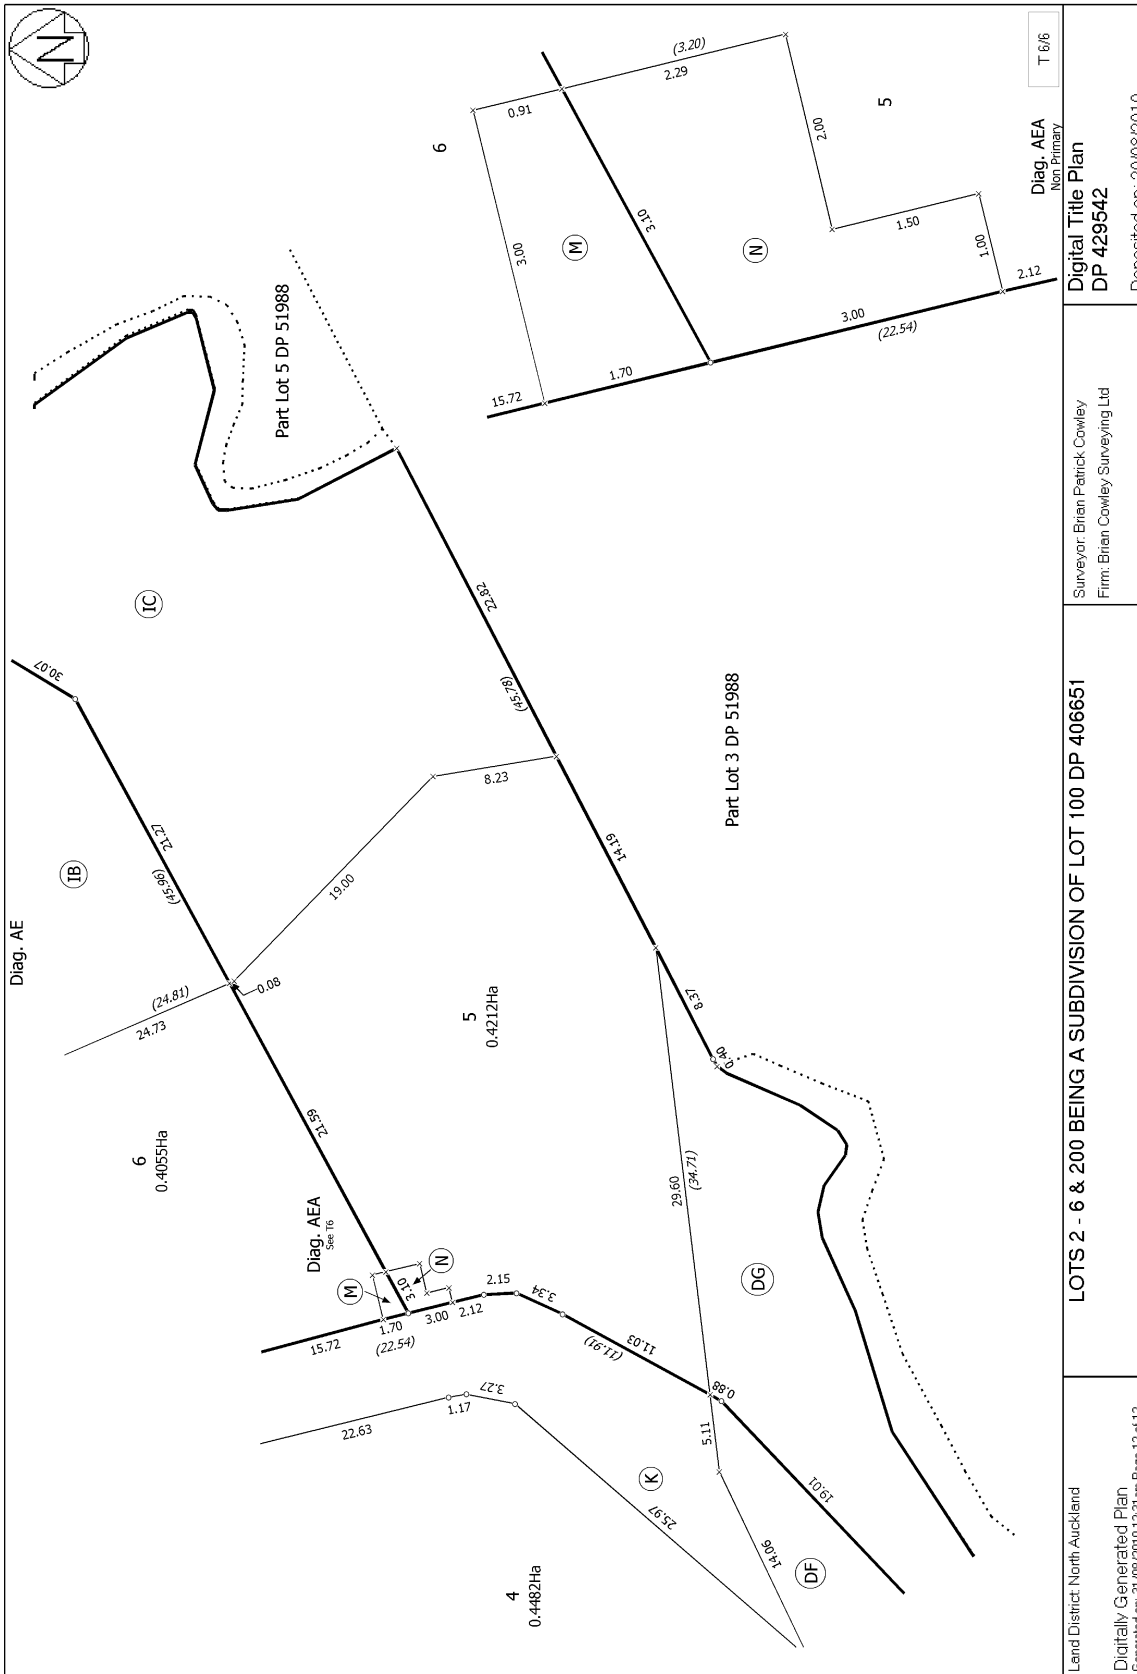 N
Diag. AE
T 6/6
6
0.91
(3.20)
2.29
5
3.00
M
3.10
N
2.00
1.50
1.00
15.72
1.70
3.00
(22.54)
2.12
Diag. AEA
Non Primary
Part Lot 5 DP 51988
IC
30.07
IB
21.27
(45.96)
22.82
(45.78)
8.23
19.00
14.19
Part Lot 3 DP 51988
(24.81)
24.73
0.08
5
0.4212Ha
8.37
0.40
21.59
6
0.4055Ha
Diag. AEA
See T6
M
3.10
N
15.72
1.70
(22.54)
3.00
2.12
2.15
3.34
11.03
(11.91)
0.88
29.60
(34.71)
DG
22.63
1.17
3.27
5.11
K
25.97
19.01
14.06
DF
4
0.4482Ha
Land District: North Auckland
Digitally Generated Plan
LOTS 2 - 6 & 200 BEING A SUBDIVISION OF LOT 100 DP 406651
Surveyor: Brian Patrick Cowley
Firm: Brian Cowley Surveying Ltd
Digital Title Plan
DP 429542